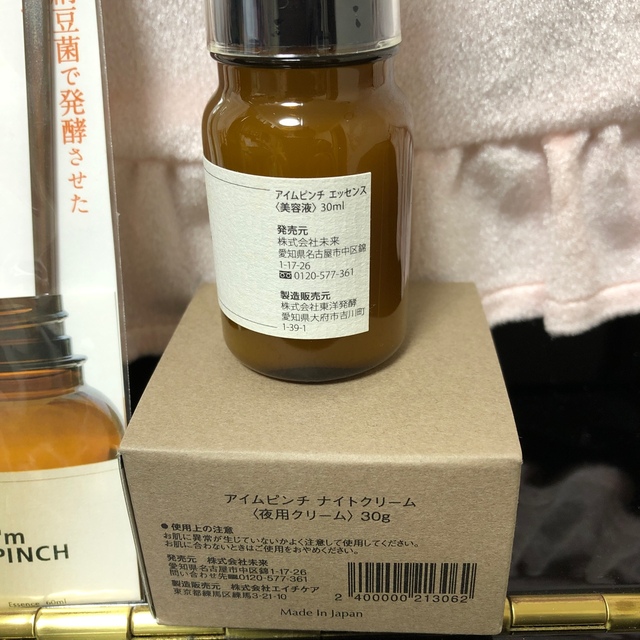 納豆菌で発酵させた
アイムピンチ エッセンス
〈美容液〉 30ml
発売元
株式会社未来
愛知県名古屋市中区錦
1-17-26
0120-577-361
製造販売元
株式会社東洋発酵
愛知県大府市吉川町
1-39-1
I'm
PINCH
Essence 60ml
アイムピンチ ナイトクリーム
〈夜用クリーム〉 30g
● 使用上の注意
お肌に異常が生じていないかよく注意して使用してください。
お肌に合わないときはご使用をおやめください。
発売元 株式会社未来
愛知県名古屋市中区錦1-17-26
問い合わせ先☎0120-577-361
製造販売元 株式会社エイチケア
東京都練馬区練馬3-21-10
2 400000 213062
Made In Japan